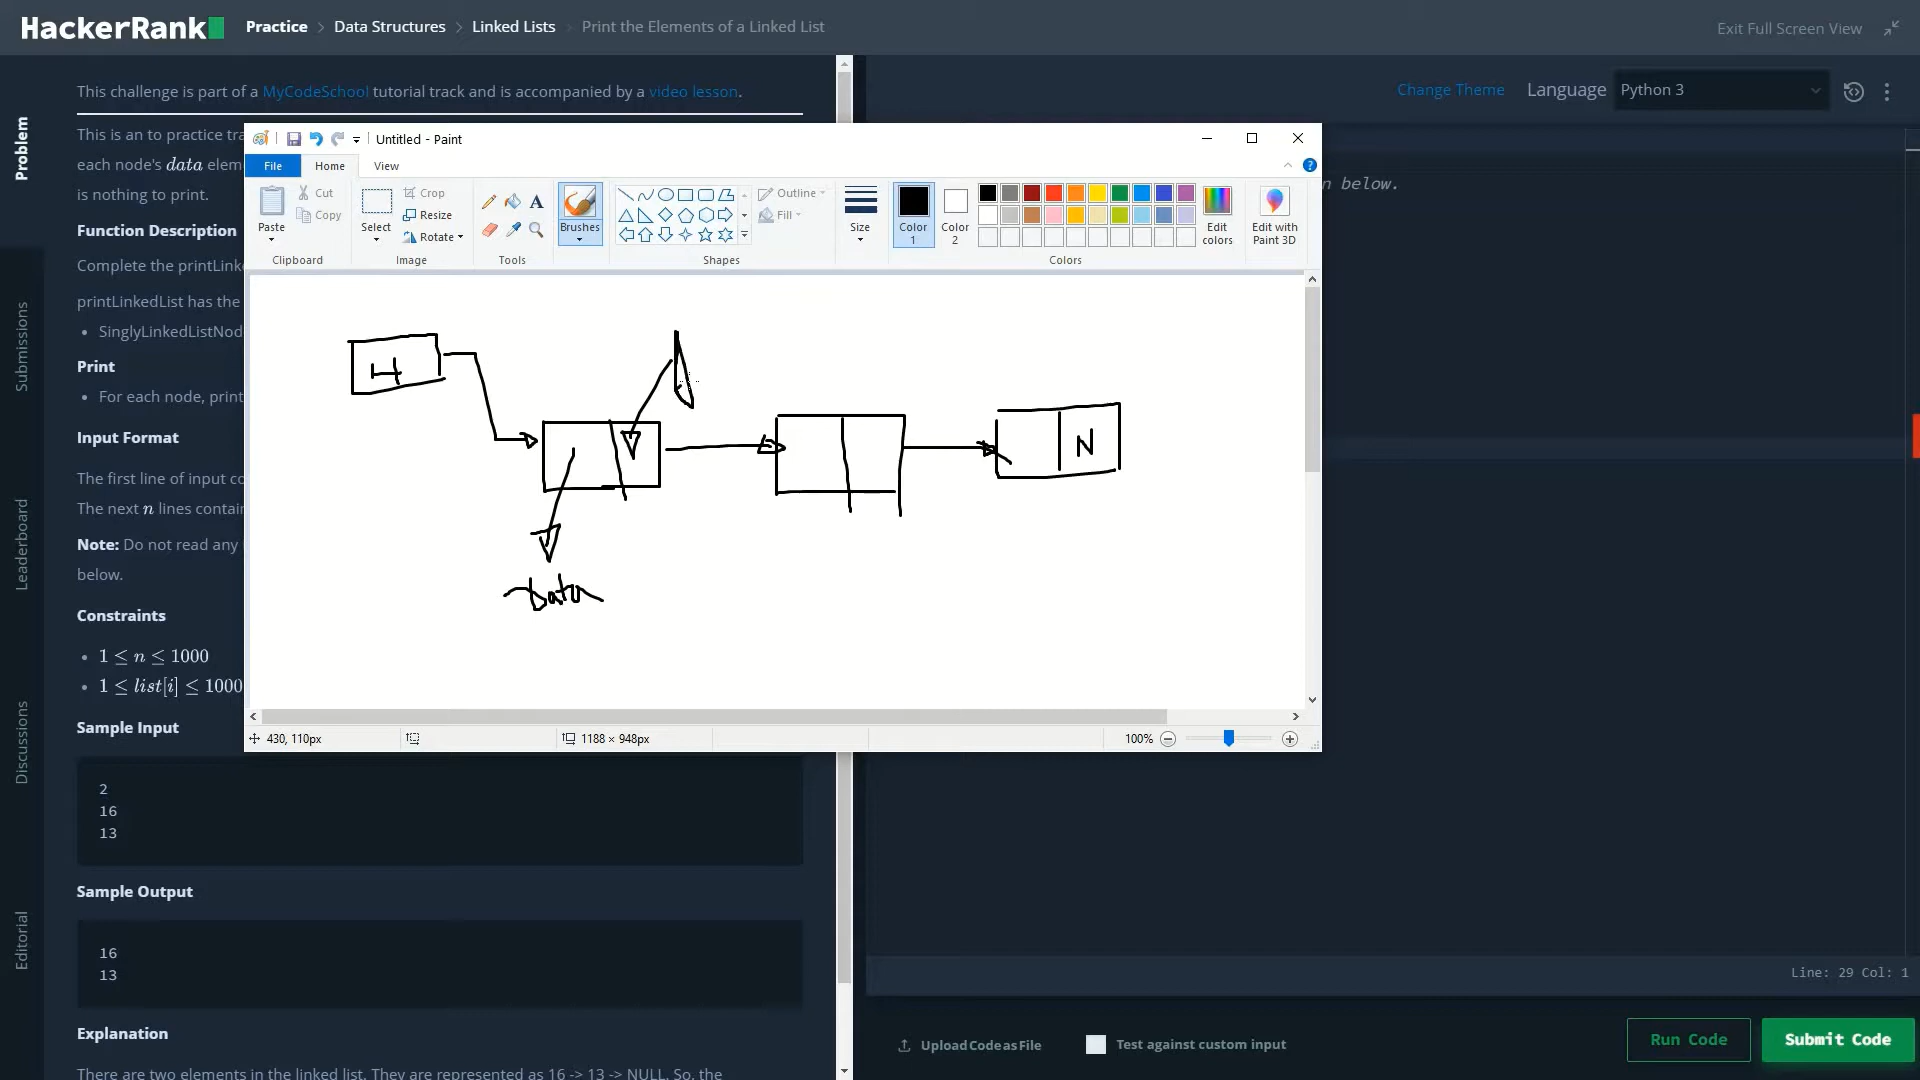 HackerRank
Practice > Data Structures > Linked Lists > Print the Elements of a Linked List
Exit Full Screen View
Problem
Submissions
Leaderboard
Discussions
Editorial
This challenge is part of a MyCodeSchool tutorial track and is accompanied by a video lesson.
This is an to practice tra
each node's data elem
is nothing to print.
Function Description
Complete the printLinke
printLinkedList has the
• SinglyLinkedListNod
Print
• For each node, print
Input Format
The first line of input co
The next n lines contain
Note: Do not read any
below.
Constraints
• 1 ≤ n ≤ 1000
• 1 ≤ list[i] ≤ 1000
Sample Input
2
16
13
Sample Output
16
13
Explanation
There are two elements in the linked list. They are represented as 16 -> 13 -> NULL. So, the
Change Theme
Language
Python 3
n below.
Untitled - Paint
File
Home
View
Paste
Cut
Copy
Clipboard
Select
Crop
Resize
Rotate
Image
A
Tools
Brushes
Outline
Fill
Shapes
Size
Color 1
Color 2
Edit colors
Edit with Paint 3D
Colors
H
N
Data
430, 110px
1188 × 948px
100%
Line: 29 Col: 1
Upload Code as File
Test against custom input
Run Code
Submit Code